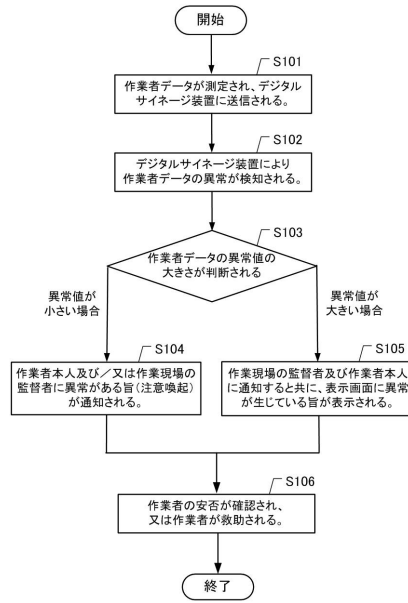 開始
S101
作業者データが測定され、デジタル
サイネージ装置に送信される。
S102
デジタルサイネージ装置により
作業者データの異常が検知される。
S103
作業者データの異常値の
大きさが判断される
異常値が
小さい場合
異常値が
大きい場合
S104
作業者本人及び／又は作業現場の
監督者に異常がある旨(注意喚起)
が通知される。
S105
作業現場の監督者及び作業者本人
に通知すると共に、表示画面に異常
が生じている旨が表示される。
S106
作業者の安否が確認され、
又は作業者が救助される。
終了